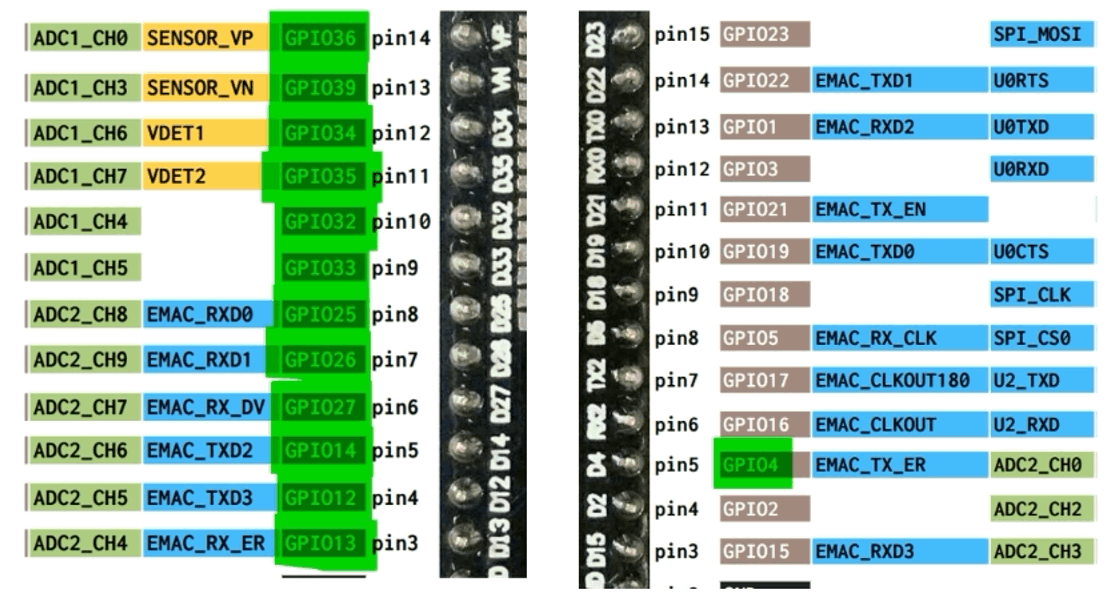 ADC1_CH0 SENSOR_VP GPIO36 pin14 VP
ADC1_CH3 SENSOR_VN GPIO39 pin13 VN
ADC1_CH6 VDET1 GPIO34 pin12 D34
ADC1_CH7 VDET2 GPIO35 pin11 D35
ADC1_CH4 GPIO32 pin10 D32
ADC1_CH5 GPIO33 pin9 D33
ADC2_CH8 EMAC_RXD0 GPIO25 pin8 D25
ADC2_CH9 EMAC_RXD1 GPIO26 pin7 D26
ADC2_CH7 EMAC_RX_DV GPIO27 pin6 D27
ADC2_CH6 EMAC_TXD2 GPIO14 pin5 D14
ADC2_CH5 EMAC_TXD3 GPIO12 pin4 D12
ADC2_CH4 EMAC_RX_ER GPIO13 pin3 D13
D23 pin15 GPIO23 SPI_MOSI
D22 pin14 GPIO22 EMAC_TXD1 U0RTS
TX0 pin13 GPIO1 EMAC_RXD2 U0TXD
RX0 pin12 GPIO3 U0RXD
D21 pin11 GPIO21 EMAC_TX_EN
D19 pin10 GPIO19 EMAC_TXD0 U0CTS
D18 pin9 GPIO18 SPI_CLK
D5 pin8 GPIO5 EMAC_RX_CLK SPI_CS0
TX2 pin7 GPIO17 EMAC_CLKOUT180 U2_TXD
RX2 pin6 GPIO16 EMAC_CLKOUT U2_RXD
D4 pin5 GPIO4 EMAC_TX_ER ADC2_CH0
D2 pin4 GPIO2 ADC2_CH2
D15 pin3 GPIO15 EMAC_RXD3 ADC2_CH3